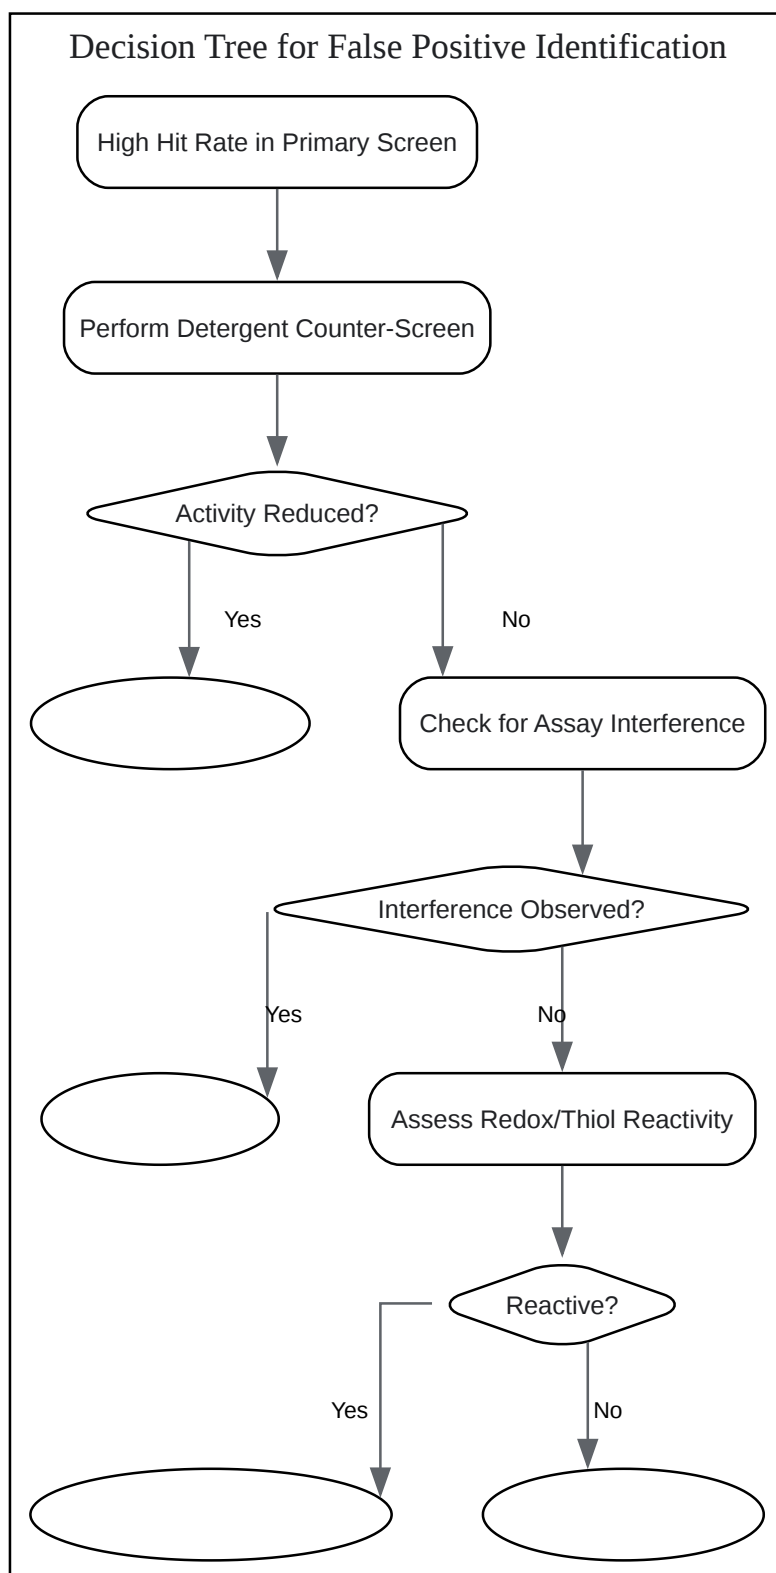 Decision Tree for False Positive Identification
High Hit Rate in Primary Screen
Perform Detergent Counter-Screen
Activity Reduced?
Yes
No
Check for Assay Interference
Interference Observed?
Yes
No
Assess Redox/Thiol Reactivity
Reactive?
Yes
No